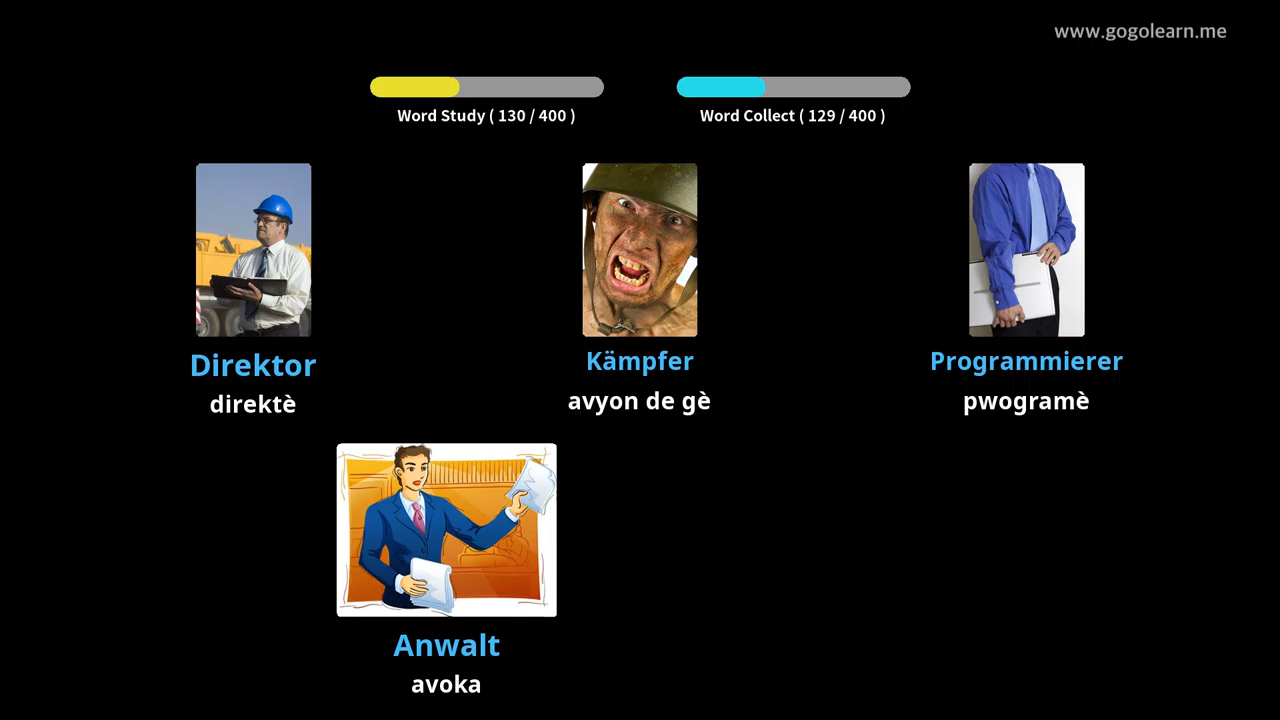 www.gogolearn.me
Word Study ( 130 / 400 )
Word Collect ( 129 / 400 )
Direktor
direktè
Kämpfer
avyon de gè
Programmierer
pwogramè
Anwalt
avoka